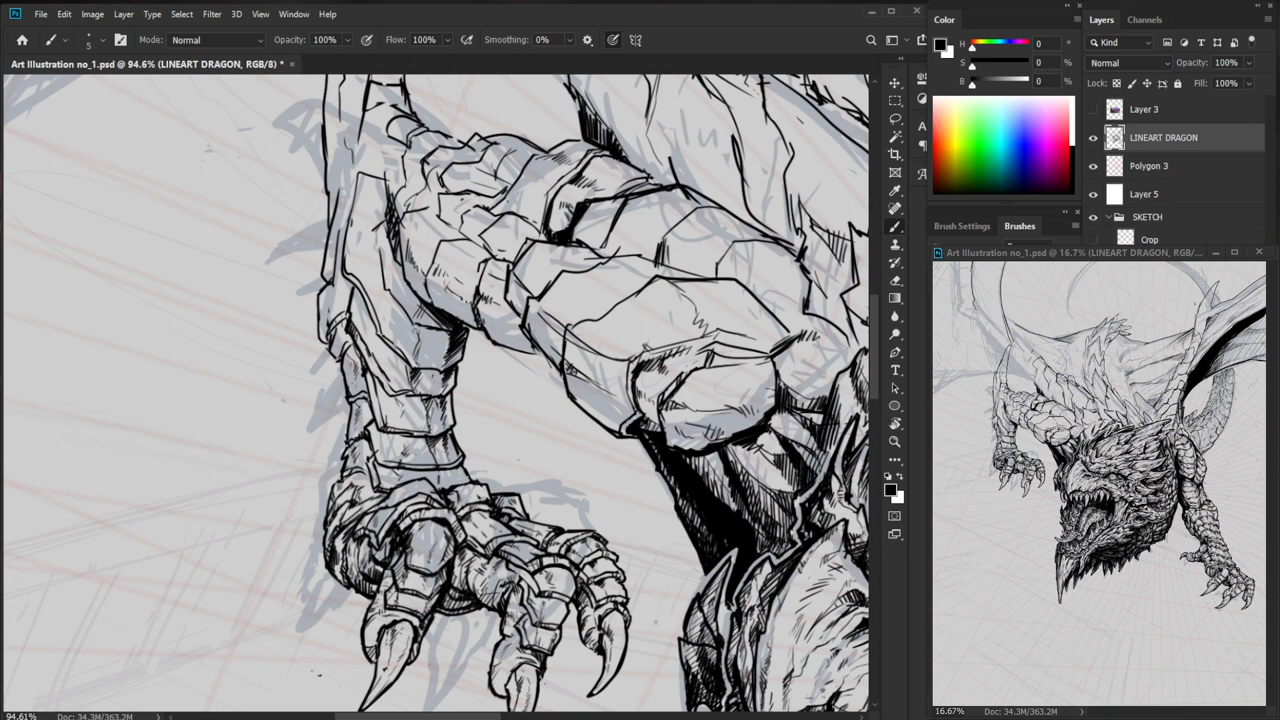 Ps File Edit Image Layer Type Select Filter 3D View Window Help
5 Mode: Normal Opacity: 100% Flow: 100% Smoothing: 0%
Art Illustration no_1.psd @ 94.6% (LINEART DRAGON, RGB/8) *
Color
H 0 °
S 0 %
B 0 %
Brush Settings Brushes
Layers Channels
Kind
Normal Opacity: 100%
Lock: Fill: 100%
Layer 3
LINEART DRAGON
Polygon 3
Layer 5
SKETCH
Crop
Art Illustration no_1.psd @ 16.7% (LINEART DRAGON, RGB/...
16.67% Doc: 34.3M/363.2M
94.61% Doc: 34.3M/363.2M